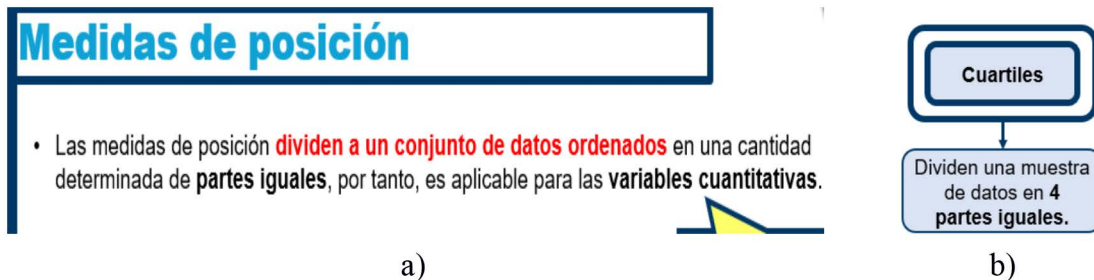 Medidas de posición
• Las medidas de posición dividen a un conjunto de datos ordenados en una cantidad
determinada de partes iguales, por tanto, es aplicable para las variables cuantitativas.
a)
Cuartiles
Dividen una muestra
de datos en 4
partes iguales.
b)